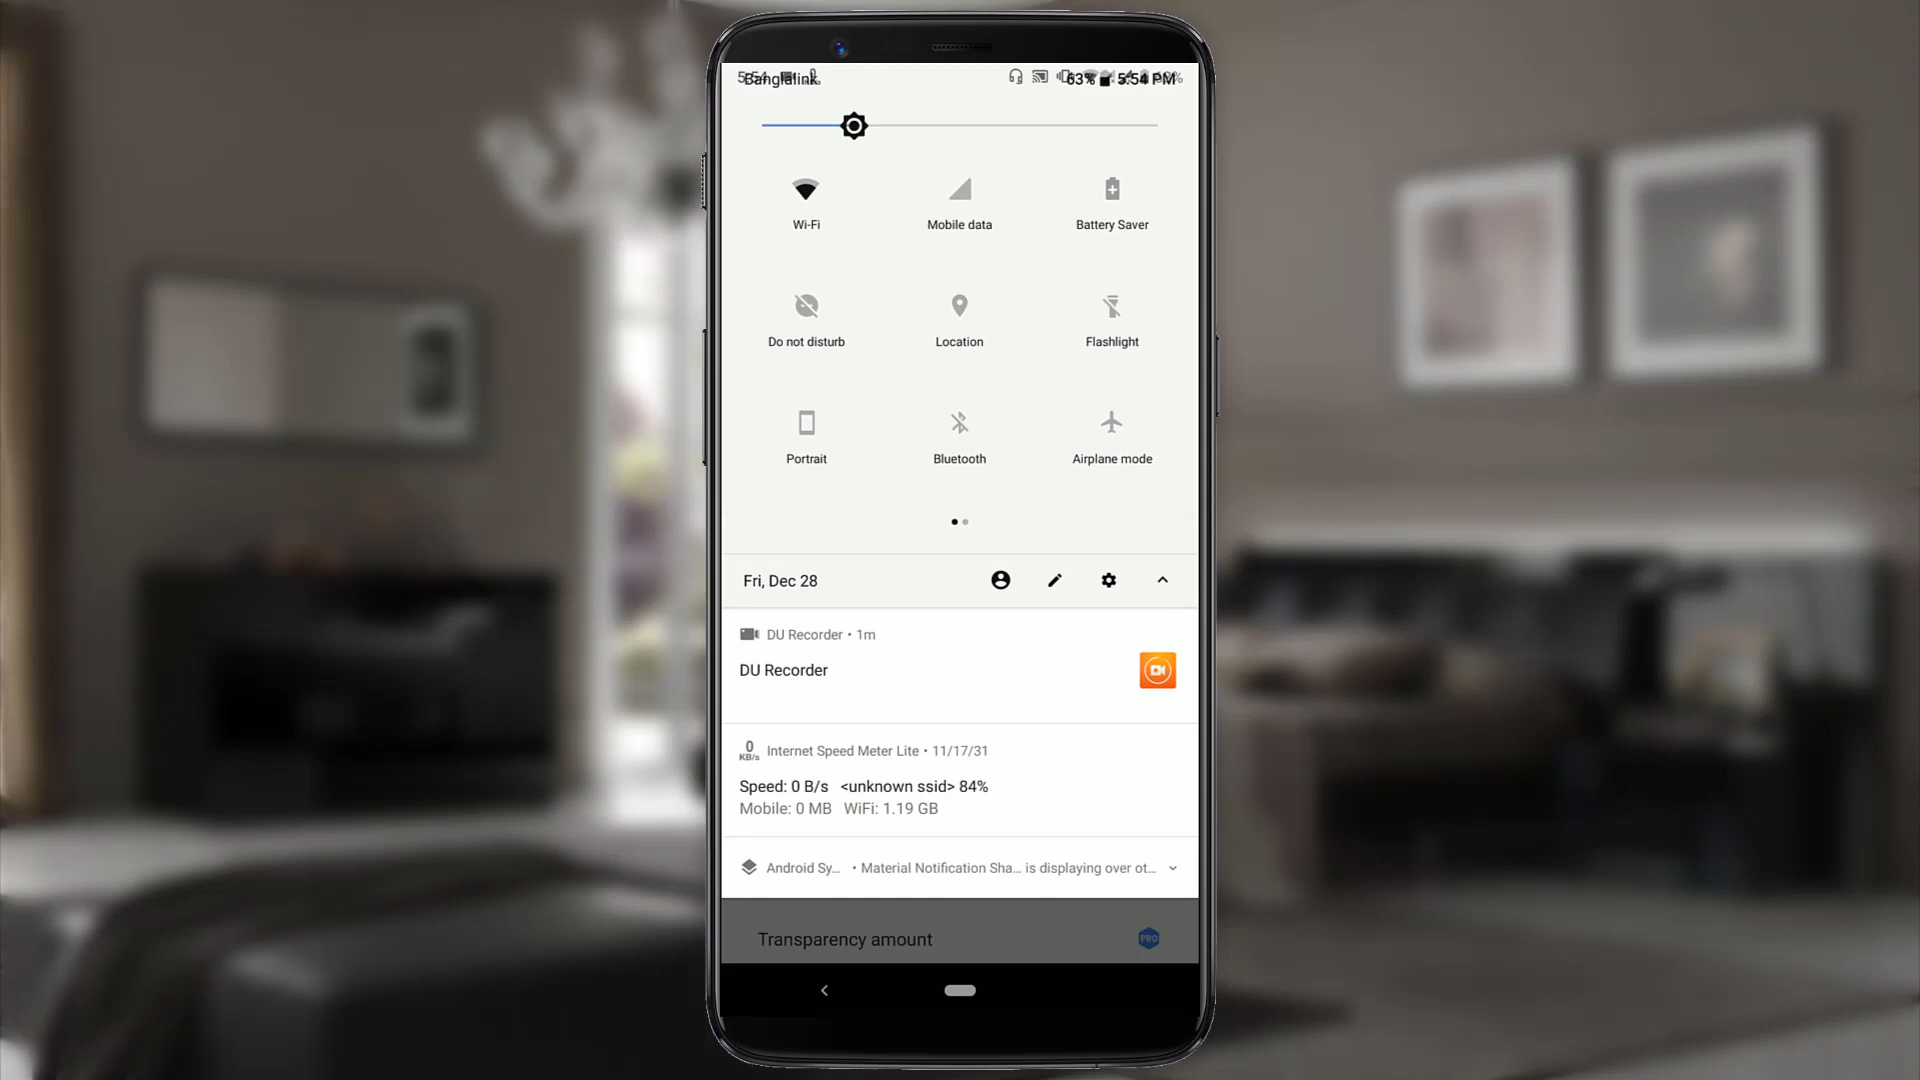 Banglalink 63% 5:54 PM
Wi-Fi Mobile data Battery Saver
Do not disturb Location Flashlight
Portrait Bluetooth Airplane mode
Fri, Dec 28
DU Recorder • 1m
DU Recorder
0 KB/s Internet Speed Meter Lite • 11/17/31
Speed: 0 B/s <unknown ssid> 84%
Mobile: 0 MB WiFi: 1.19 GB
Android Sy... • Material Notification Sha... is displaying over ot...
Transparency amount PRO